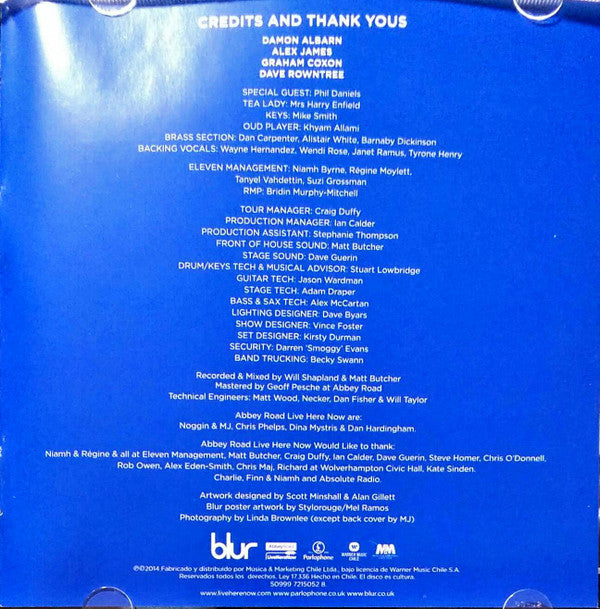 CREDITS AND THANK YOUS
DAMON ALBARN
ALEX JAMES
GRAHAM COXON
DAVE ROWNTREE
SPECIAL GUEST: Phil Daniels
TEA LADY: Mrs Harry Enfield
KEYS: Mike Smith
OUD PLAYER: Khyam Allami
BRASS SECTION: Dan Carpenter, Alistair White, Barnaby Dickinson
BACKING VOCALS: Wayne Hernandez, Wendi Rose, Janet Ramus, Tyrone Henry
ELEVEN MANAGEMENT: Niamh Byrne, Régine Moylett,
Tanyel Vahdettin, Suzi Grossman
RMP: Bridin Murphy-Mitchell
TOUR MANAGER: Craig Duffy
PRODUCTION MANAGER: Ian Calder
PRODUCTION ASSISTANT: Stephanie Thompson
FRONT OF HOUSE SOUND: Matt Butcher
STAGE SOUND: Dave Guerin
DRUM/KEYS TECH & MUSICAL ADVISOR: Stuart Lowbridge
GUITAR TECH: Jason Wardman
STAGE TECH: Adam Draper
BASS & SAX TECH: Alex McCartan
LIGHTING DESIGNER: Dave Byars
SHOW DESIGNER: Vince Foster
SET DESIGNER: Kirsty Durman
SECURITY: Darren 'Smoggy' Evans
BAND TRUCKING: Becky Swann
Recorded & Mixed by Will Shapland & Matt Butcher
Mastered by Geoff Pesche at Abbey Road
Technical Engineers: Matt Wood, Necker, Dan Fisher & Will Taylor
Abbey Road Live Here Now are:
Noggin & MJ, Chris Phelps, Dina Mystris & Dan Hardingham.
Abbey Road Live Here Now Would like to thank:
Niamh & Régine & all at Eleven Management, Matt Butcher, Craig Duffy, Ian Calder, Dave Guerin, Steve Homer, Chris O'Donnell,
Rob Owen, Alex Eden-Smith, Chris Maj, Richard at Wolverhampton Civic Hall, Kate Sinden.
Charlie, Finn & Niamh and Absolute Radio.
Artwork designed by Scott Minshall & Alan Gillett
Blur poster artwork by Stylorouge/Mel Ramos
Photography by Linda Brownlee (except back cover by MJ)
blur
LiveHereNow
Parlophone
WARNER MUSIC
CHILE
MM
℗©2014 Fabricado y distribuido por Música & Marketing Chile Ltda., bajo licencia de Warner Music Chile S.A.
Reservados todos los derechos. Ley 17.336 Hecho en Chile. El disco es cultura.
50999 7215052 8.
www.liveherenow.com www.parlophone.co.uk www.blur.co.uk